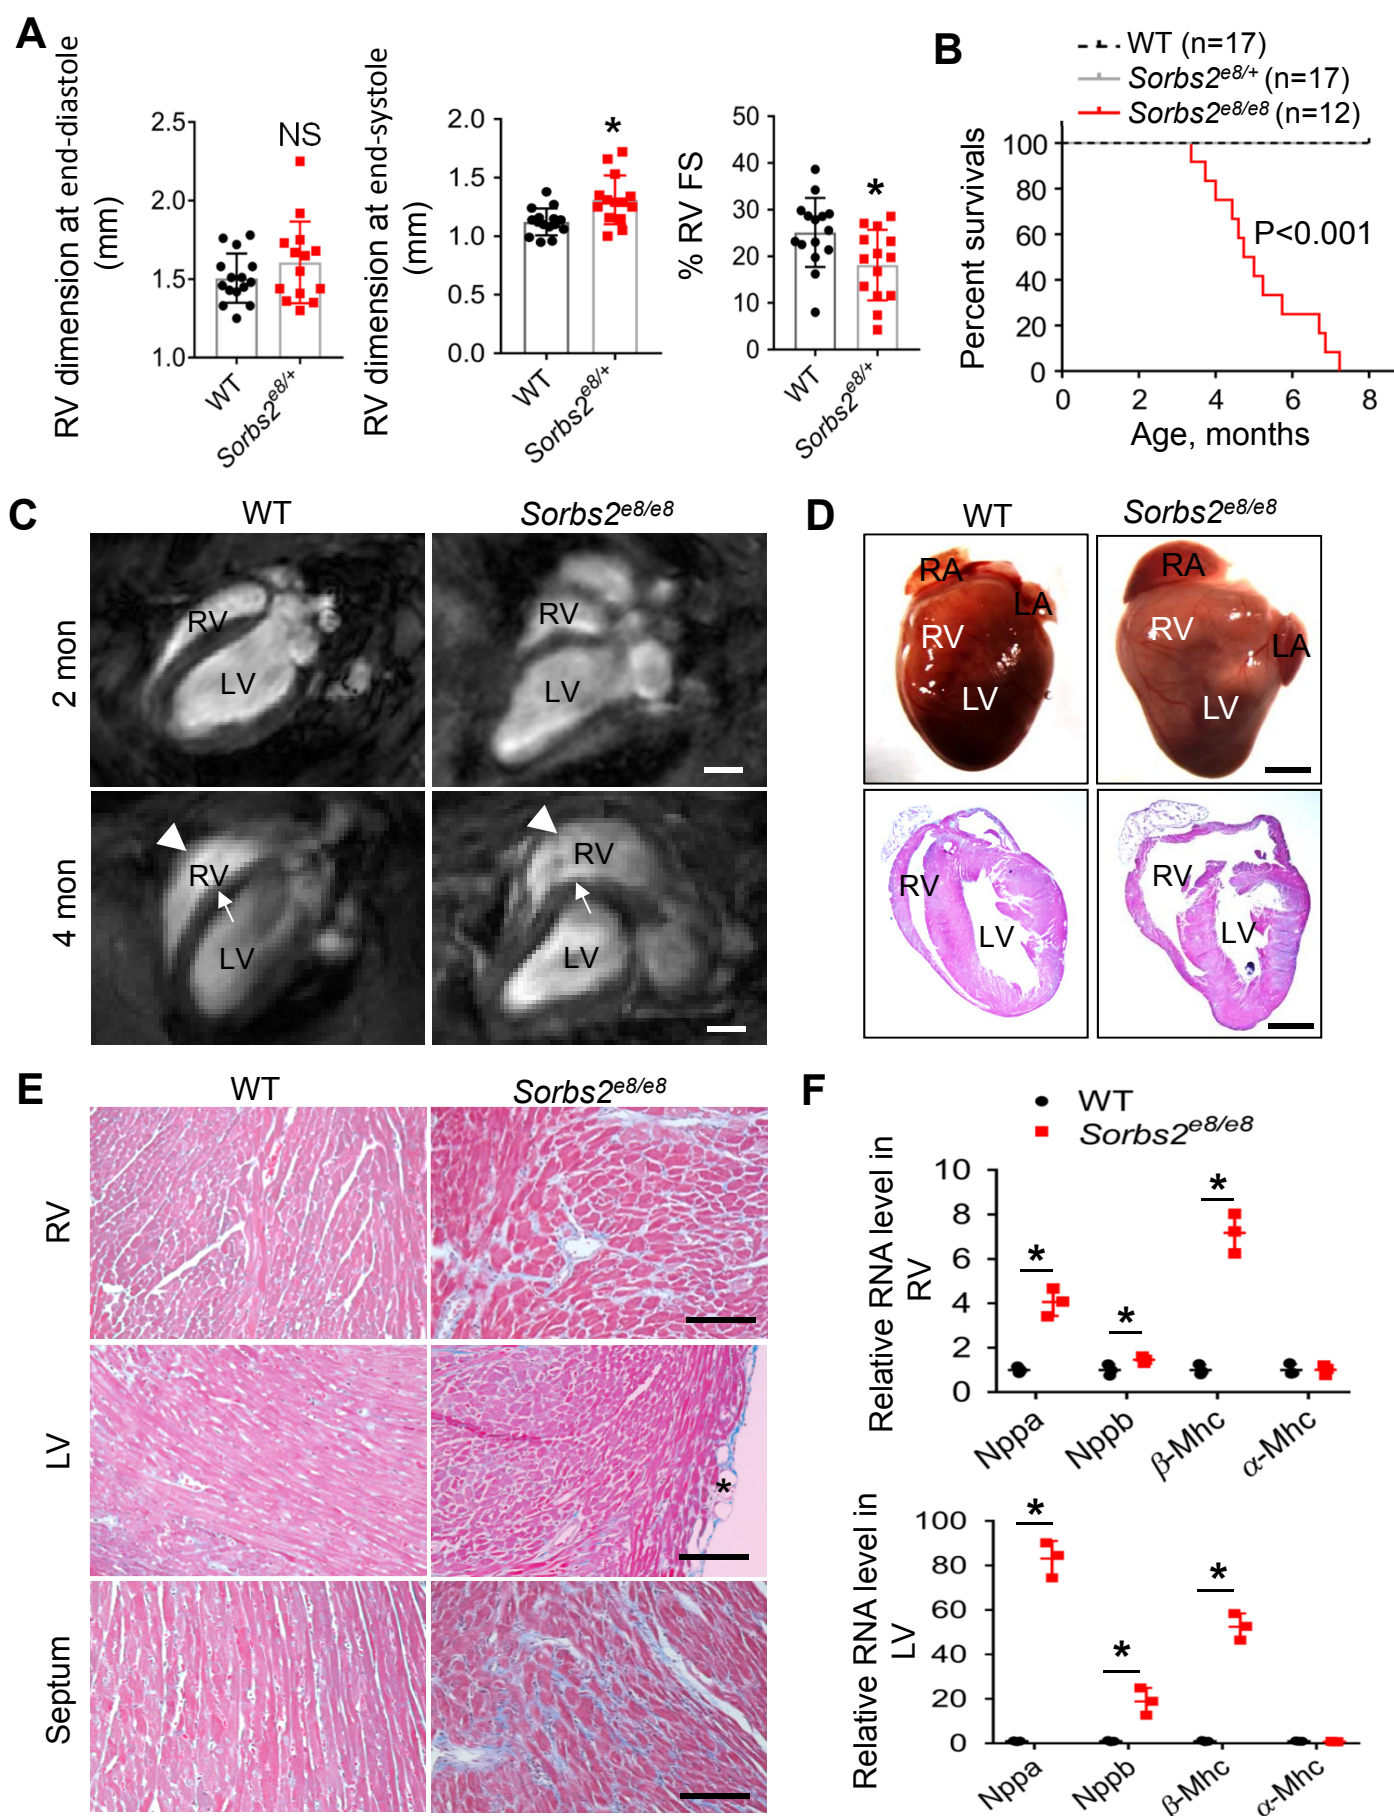 A
RV dimension at end-diastole
(mm)
2.5
2.0
1.5
1.0
NS
WT
Sorbs2e8/+
RV dimension at end-systole
(mm)
2.0
1.5
1.0
0.5
0.0
*
WT
Sorbs2e8/+
% RV FS
50
40
30
20
10
0
*
WT
Sorbs2e8/+
B
WT (n=17)
Sorbs2e8/+ (n=17)
Sorbs2e8/e8 (n=12)
Percent survivals
100
80
60
40
20
0
P<0.001
0 2 4 6 8
Age, months
C
WT
Sorbs2e8/e8
2 mon
RV
LV
RV
LV
4 mon
RV
LV
RV
LV
D
WT
Sorbs2e8/e8
RA
LA
RV
LV
RA
RV
LA
LV
RV
LV
RV
LV
E
WT
Sorbs2e8/e8
RV
LV
*
Septum
F
WT
Sorbs2e8/e8
Relative RNA level in
RV
10
8
6
4
2
0
*
*
*
Nppa
Nppb
β-Mhc
α-Mhc
Relative RNA level in
LV
100
80
60
40
20
0
*
*
*
Nppa
Nppb
β-Mhc
α-Mhc